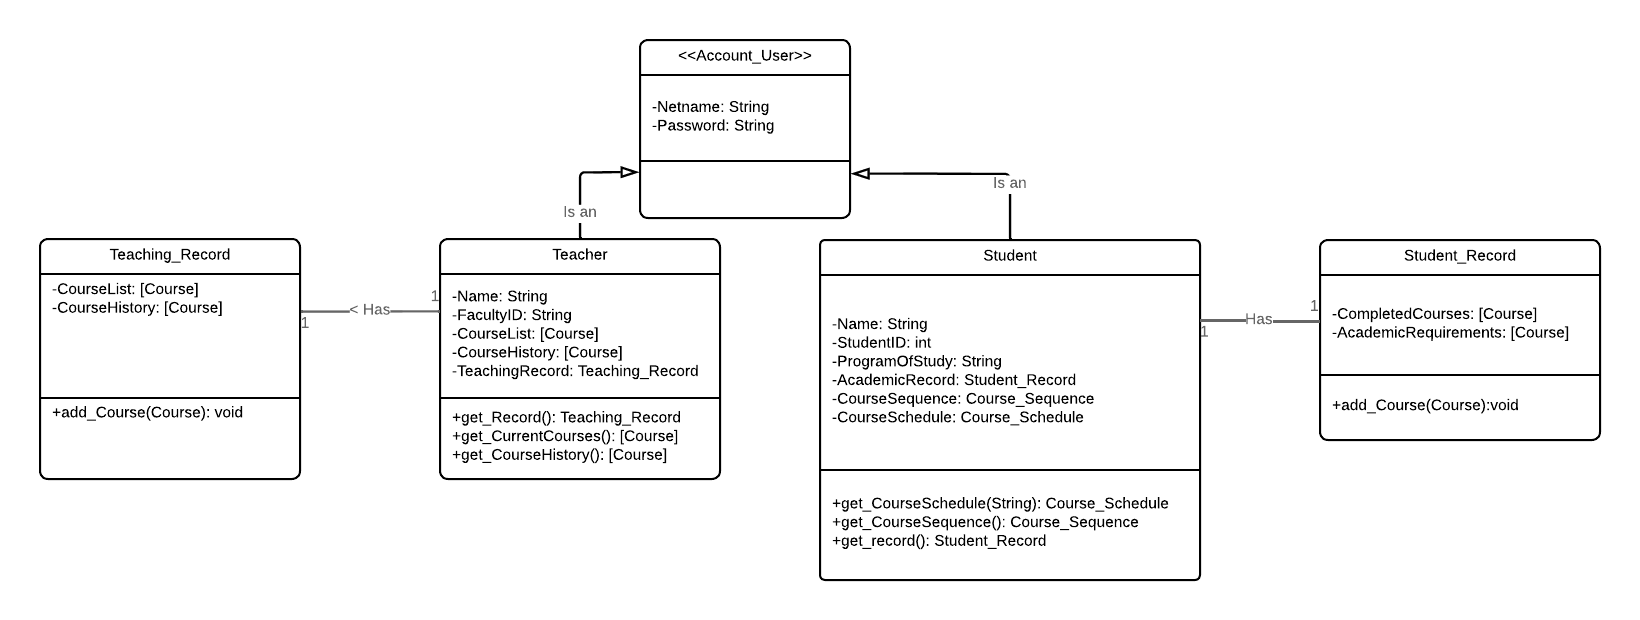 <<Account_User>>
-Netname: String
-Password: String
Is an
Is an
Teaching_Record
-CourseList: [Course]
-CourseHistory: [Course]
+add_Course(Course): void
1
< Has
1
Teacher
-Name: String
-FacultyID: String
-CourseList: [Course]
-CourseHistory: [Course]
-TeachingRecord: Teaching_Record
+get_Record(): Teaching_Record
+get_CurrentCourses(): [Course]
+get_CourseHistory(): [Course]
Student
-Name: String
-StudentID: int
-ProgramOfStudy: String
-AcademicRecord: Student_Record
-CourseSequence: Course_Sequence
-CourseSchedule: Course_Schedule
+get_CourseSchedule(String): Course_Schedule
+get_CourseSequence(): Course_Sequence
+get_record(): Student_Record
1
Has
1
Student_Record
-CompletedCourses: [Course]
-AcademicRequirements: [Course]
+add_Course(Course):void